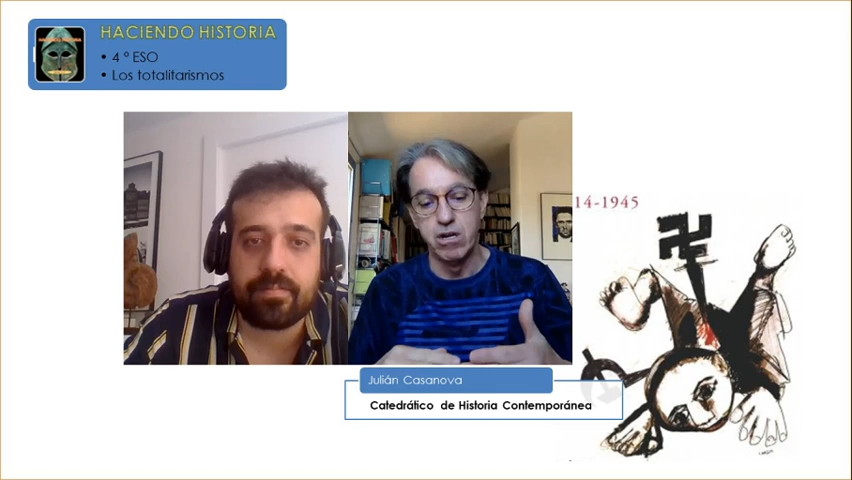 HACIENDO HISTORIA
• 4 º ESO
• Los totalitarismos
14-1945
Julián Casanova
Catedrático de Historia Contemporánea